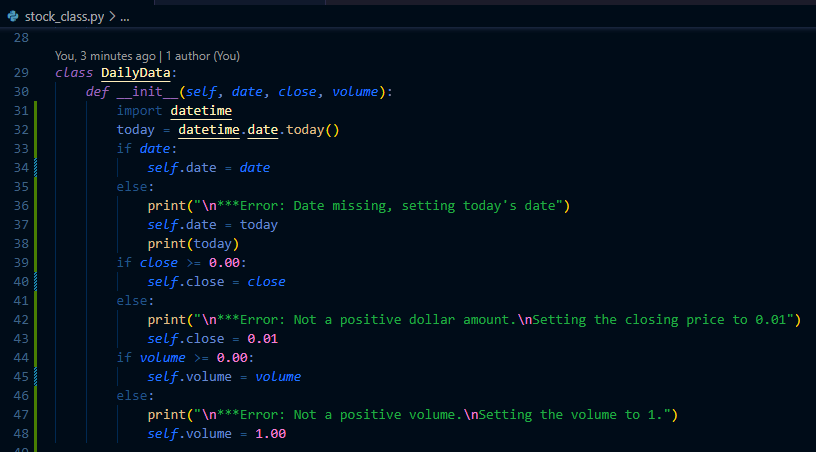 stock_class.py > ...
28
You, 3 minutes ago | 1 author (You)
29 class DailyData:
30     def __init__(self, date, close, volume):
31         import datetime
32         today = datetime.date.today()
33         if date:
34             self.date = date
35         else:
36             print("\n***Error: Date missing, setting today's date")
37             self.date = today
38             print(today)
39         if close >= 0.00:
40             self.close = close
41         else:
42             print("\n***Error: Not a positive dollar amount.\nSetting the closing price to 0.01")
43             self.close = 0.01
44         if volume >= 0.00:
45             self.volume = volume
46         else:
47             print("\n***Error: Not a positive volume.\nSetting the volume to 1.")
48             self.volume = 1.00